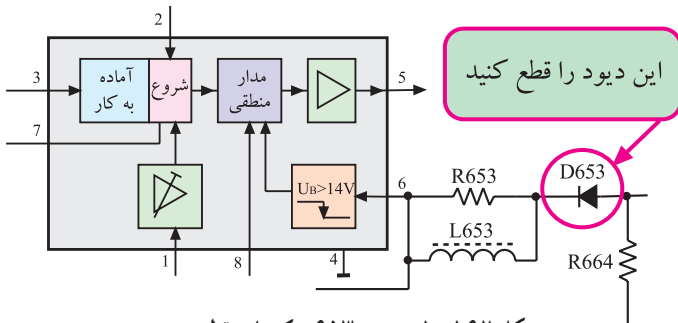 2
این دیود را قطع کنید
3
آماده
به کار
شروع
مدار
منطقی
5
7
UB>14V
6
R653
D653
L653
R664
1
8
4